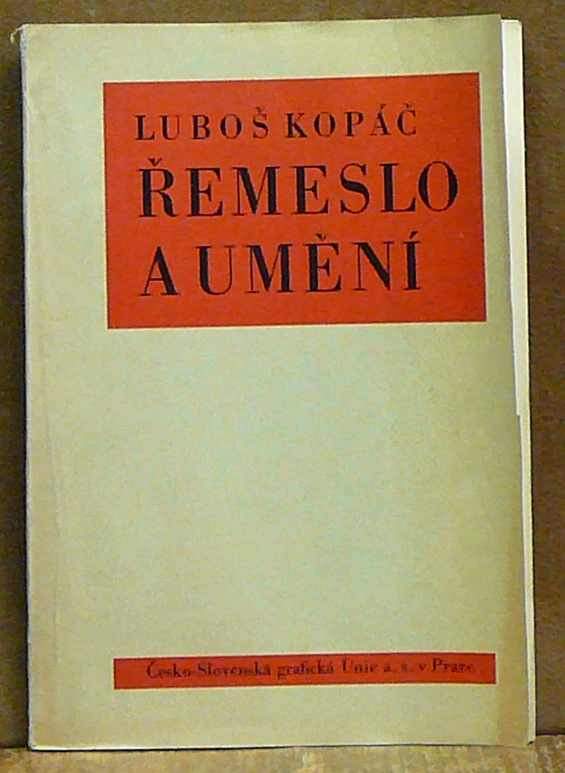 LUBOŠ KOPÁČ
ŘEMESLO
A UMĚNÍ
Česko-Slovenská grafická Unie a. s. v Praze